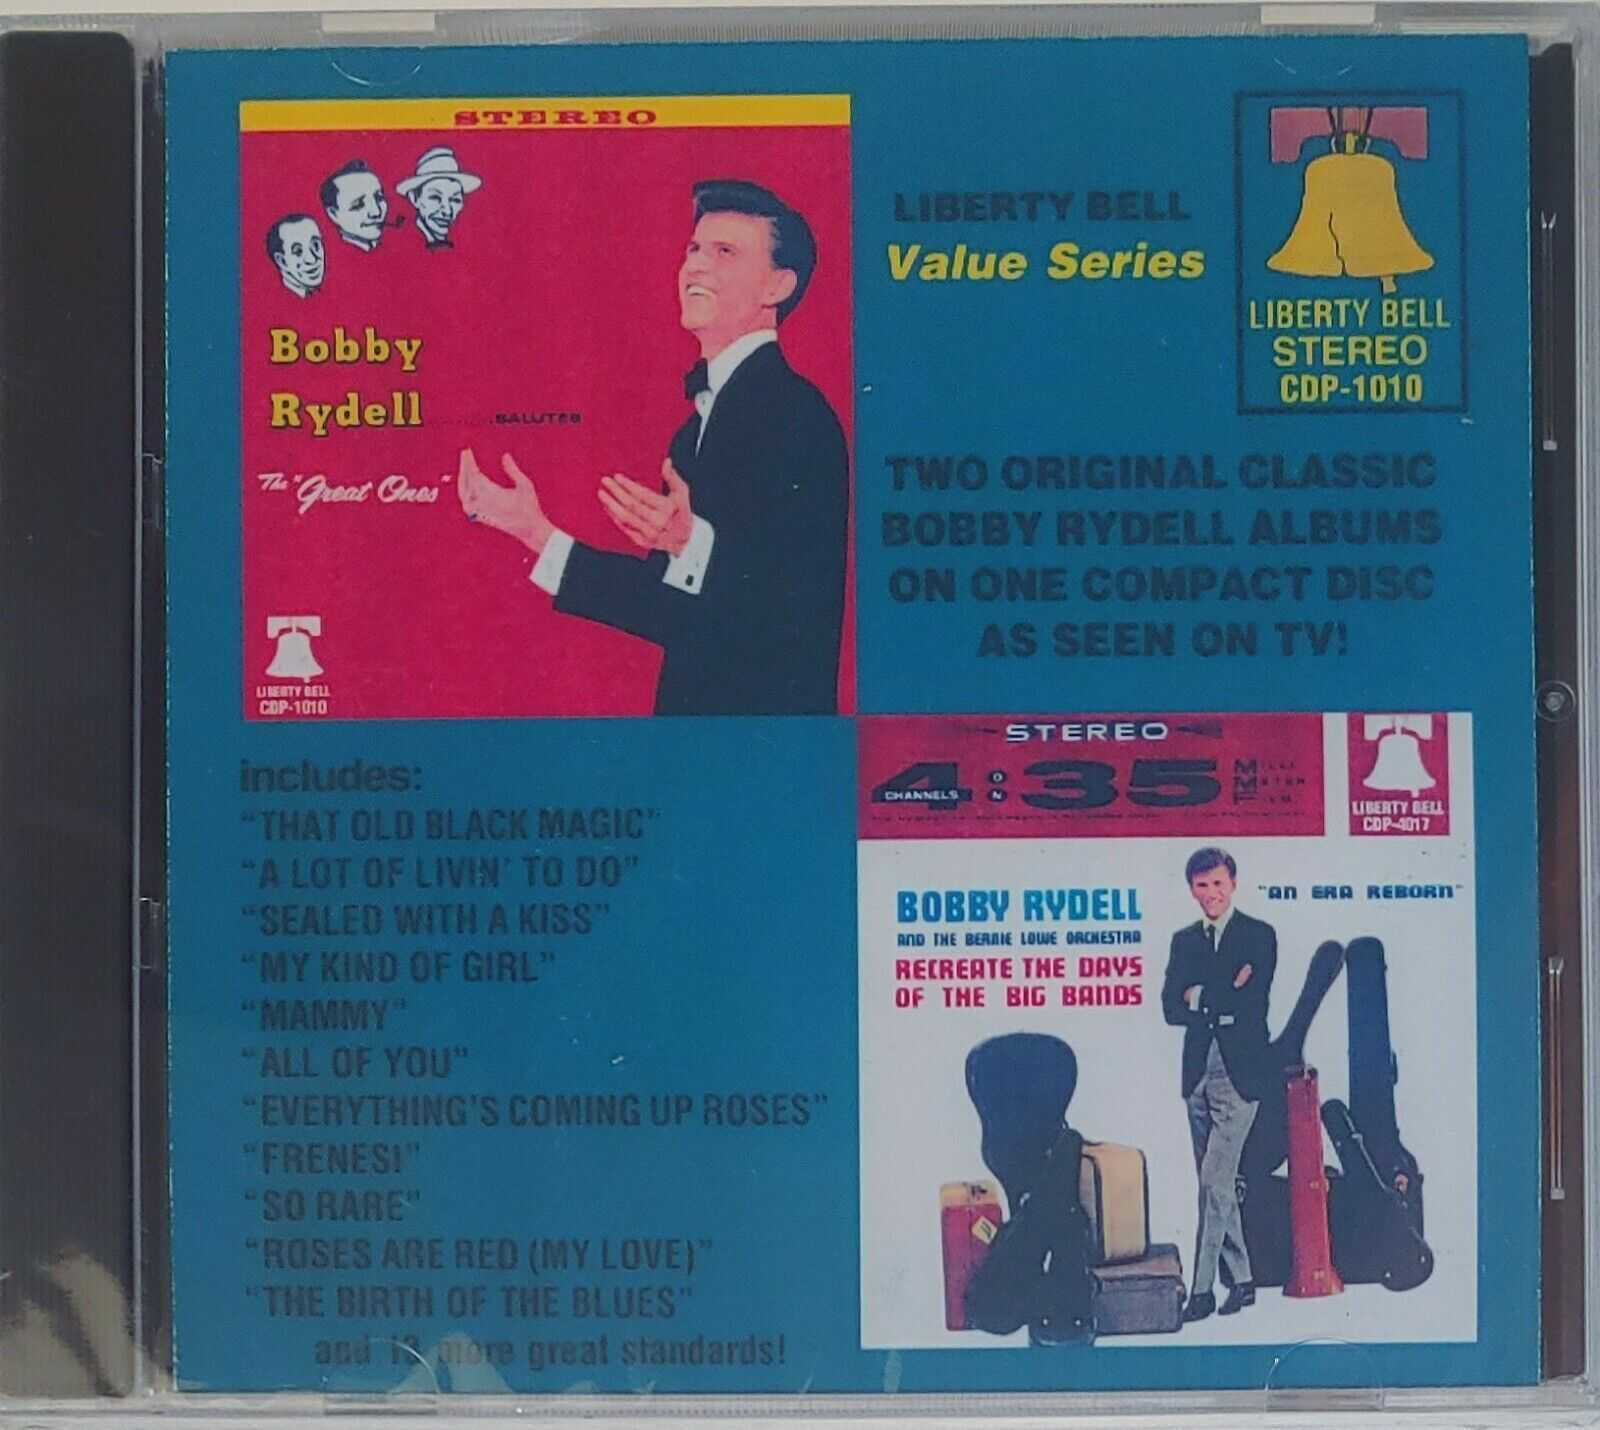 STEREO
Bobby
Rydell
SALUTES
The "Great Ones"
LIBERTY BELL
CDP-1010
LIBERTY BELL
Value Series
LIBERTY BELL
STEREO
CDP-1010
TWO ORIGINAL CLASSIC
BOBBY RYDELL ALBUMS
ON ONE COMPACT DISC
AS SEEN ON TV!
includes:
"THAT OLD BLACK MAGIC"
"A LOT OF LIVIN' TO DO"
"SEALED WITH A KISS"
"MY KIND OF GIRL"
"MAMMY"
"ALL OF YOU"
"EVERYTHING'S COMING UP ROSES"
"FRENESI"
"SO RARE"
"ROSES ARE RED (MY LOVE)"
"THE BIRTH OF THE BLUES"
and 13 more great standards!
STEREO
4 CHANNELS ON 35 MILLI METER FILM
LIBERTY BELL
CDP-4017
BOBBY RYDELL
AND THE BERNIE LOWE ORCHESTRA
RECREATE THE DAYS
OF THE BIG BANDS
"AN ERA REBORN"